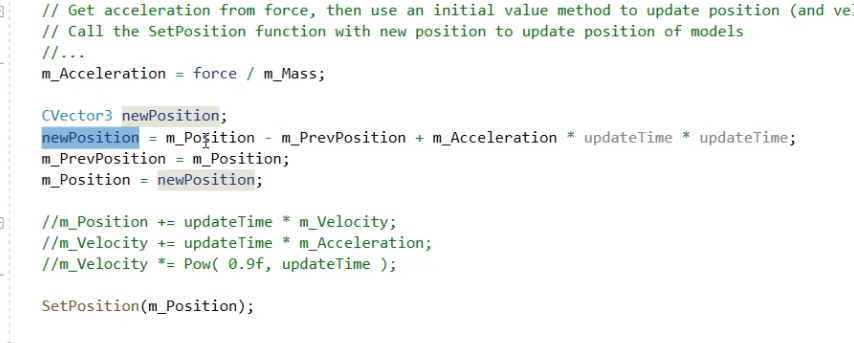 // Get acceleration from force, then use an initial value method to update position (and
// Call the SetPosition function with new position to update position of models
//...
m_Acceleration = force / m_Mass;
CVector3 newPosition;
newPosition = m_Position - m_PrevPosition + m_Acceleration * updateTime * updateTime;
m_PrevPosition = m_Position;
m_Position = newPosition;
//m_Position += updateTime * m_Velocity;
//m_Velocity += updateTime * m_Acceleration;
//m_Velocity *= Pow( 0.9f, updateTime );
SetPosition(m_Position);